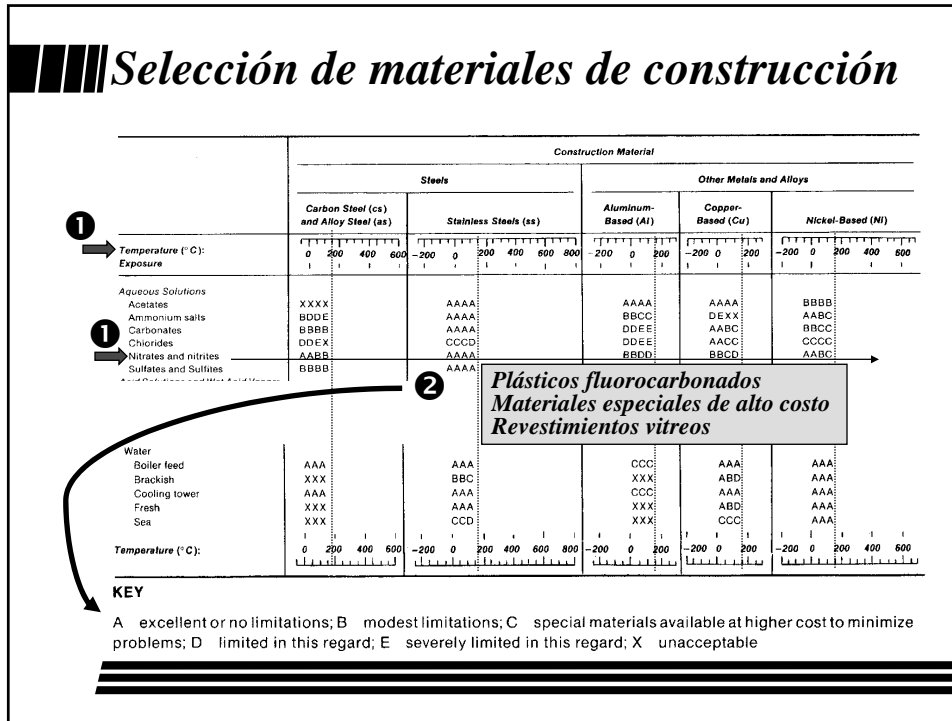 Selección de materiales de construcción
Construction Material
Steels Other Metals and Alloys
Carbon Steel (cs) and Alloy Steel (as) Stainless Steels (ss) Aluminum-Based (Al) Copper-Based (Cu) Nickel-Based (Ni)
❶
Temperature (°C): 0 200 400 600 -200 0 200 400 600 800 -200 0 200 -200 0 200 -200 0 200 400 600
Exposure
Aqueous Solutions
Acetates XXXX AAAA AAAA AAAA BBBB
Ammonium salts BDDE AAAA BBCC DEXX AABC
Carbonates BBBB AAAA DDEE AABC BBCC
Chlorides DDEX CCCD DDEE AACC CCCC
❶
Nitrates and nitrites AABB AAAA BBDD BBCD AABC
Sulfates and Sulfites BBBB AAAA
❷
Plásticos fluorocarbonados
Materiales especiales de alto costo
Revestimientos vitreos
Water
Boiler feed AAA AAA CCC AAA AAA
Brackish XXX BBC XXX ABD AAA
Cooling tower AAA AAA CCC AAA AAA
Fresh XXX AAA XXX ABD AAA
Sea XXX CCD XXX CCC AAA
Temperature (°C): 0 200 400 600 -200 0 200 400 600 800 -200 0 200 -200 0 200 -200 0 200 400 600
KEY
A excellent or no limitations; B modest limitations; C special materials available at higher cost to minimize
problems; D limited in this regard; E severely limited in this regard; X unacceptable